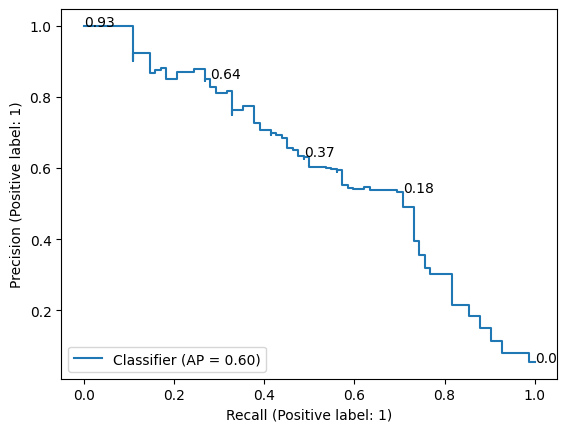 1.0
0.8
0.6
0.4
0.2
Precision (Positive label: 1)
0.93
0.64
0.37
0.18
0.0
Classifier (AP = 0.60)
0.0 0.2 0.4 0.6 0.8 1.0
Recall (Positive label: 1)